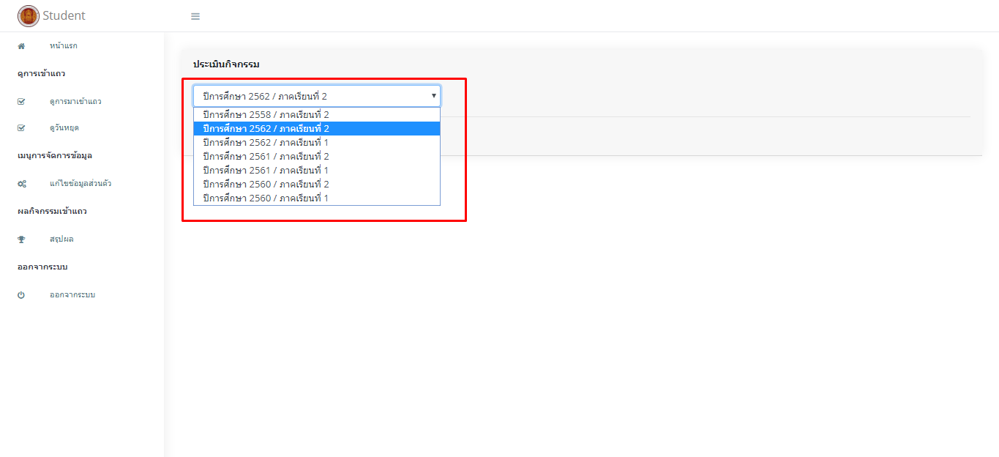 Student
หน้าแรก
ดูการเข้าแถว
ดูการมาเข้าแถว
ดูวันหยุด
เมนูการจัดการข้อมูล
แก้ไขข้อมูลส่วนตัว
ผลกิจกรรมเข้าแถว
สรุปผล
ออกจากระบบ
ออกจากระบบ
ประเมินกิจกรรม
ปีการศึกษา 2562 / ภาคเรียนที่ 2
ปีการศึกษา 2558 / ภาคเรียนที่ 2
ปีการศึกษา 2562 / ภาคเรียนที่ 2
ปีการศึกษา 2562 / ภาคเรียนที่ 1
ปีการศึกษา 2561 / ภาคเรียนที่ 2
ปีการศึกษา 2561 / ภาคเรียนที่ 1
ปีการศึกษา 2560 / ภาคเรียนที่ 2
ปีการศึกษา 2560 / ภาคเรียนที่ 1